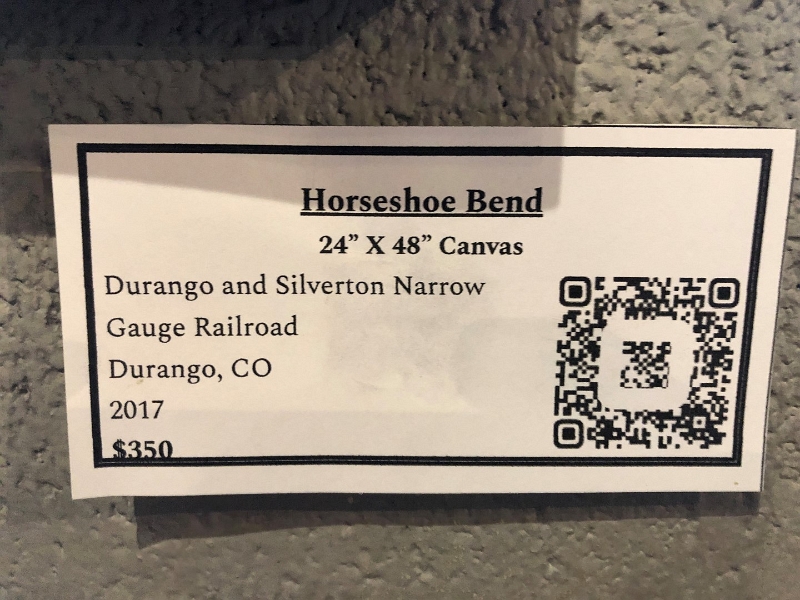 Horseshoe Bend
24” X 48” Canvas
Durango and Silverton Narrow
Gauge Railroad
Durango, CO
2017
$350